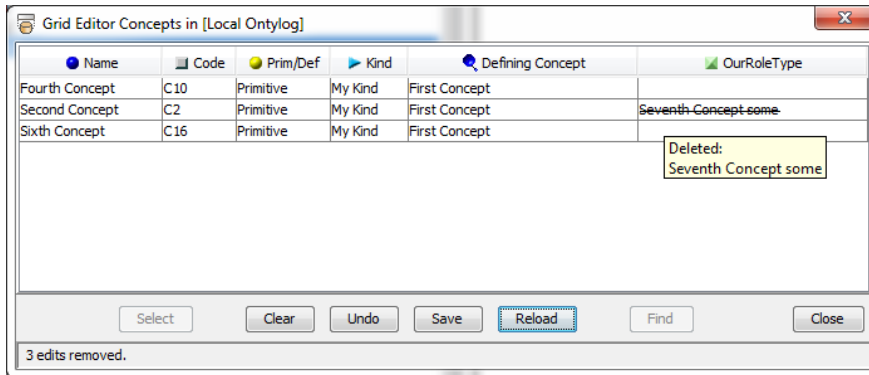 Grid Editor Concepts in [Local Ontylog]
Name Code Prim/Def Kind Defining Concept OurRoleType
Fourth Concept C10 Primitive My Kind First Concept
Second Concept C2 Primitive My Kind First Concept Seventh Concept some
Sixth Concept C16 Primitive My Kind First Concept
Deleted:
Seventh Concept some
Select Clear Undo Save Reload Find Close
3 edits removed.